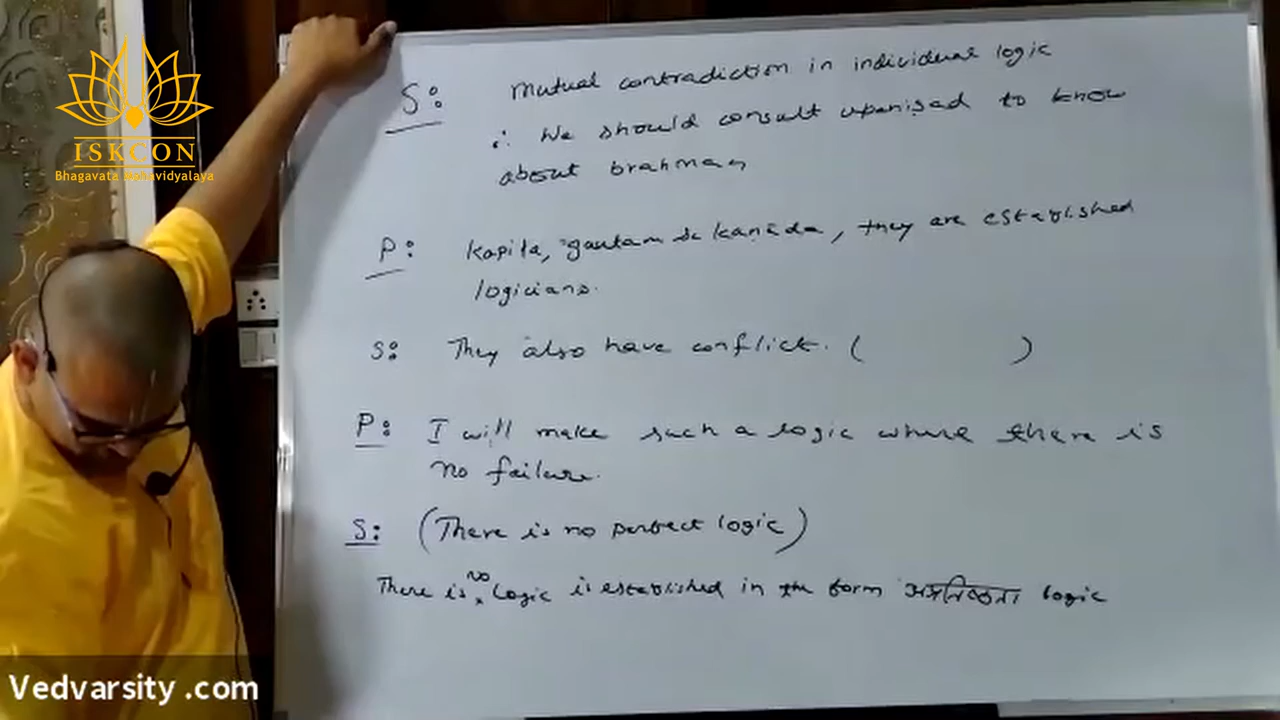 ISKCON
Bhagavata Mahavidyalaya
S: Mutual contradiction in individual logic
∴ We should consult upaniṣad to know
about brahman
P: Kapila, gautam & kaṇāda, they are established
logicians.
S: They also have conflict. ( )
P: I will make such a logic where there is
no failure.
S: (There is no perfect logic)
There is no logic is established in the form logic
Vedvarsity .com